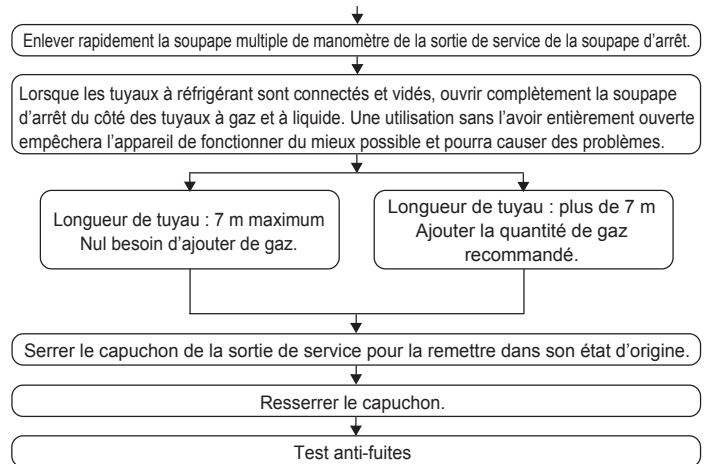 Enlever rapidement la soupape multiple de manomètre de la sortie de service de la soupape d’arrêt.
Lorsque les tuyaux à réfrigérant sont connectés et vidés, ouvrir complètement la soupape
d’arrêt du côté des tuyaux à gaz et à liquide. Une utilisation sans l’avoir entièrement ouverte
empêchera l’appareil de fonctionner du mieux possible et pourra causer des problèmes.
Longueur de tuyau : 7 m maximum
Nul besoin d’ajouter de gaz.
Longueur de tuyau : plus de 7 m
Ajouter la quantité de gaz
recommandé.
Serrer le capuchon de la sortie de service pour la remettre dans son état d’origine.
Resserrer le capuchon.
Test anti-fuites